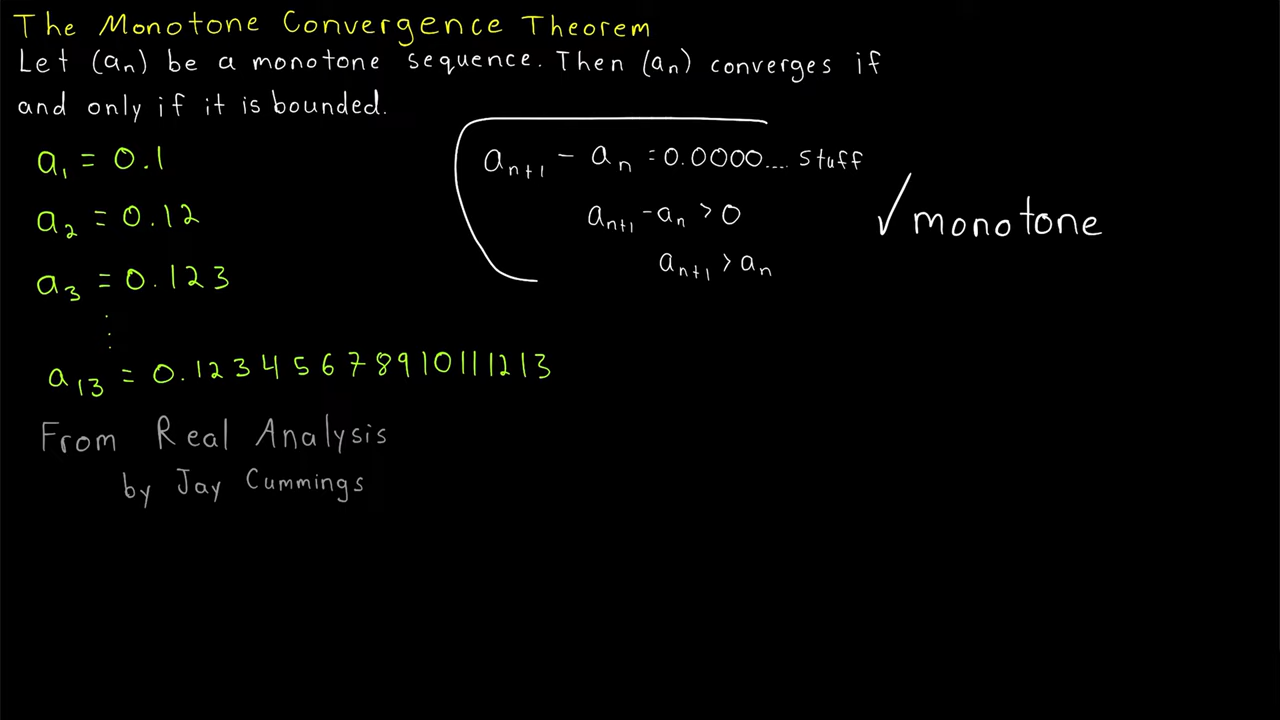 The Monotone Convergence Theorem
Let (aₙ) be a monotone sequence. Then (aₙ) converges if
and only if it is bounded.
a₁ = 0.1
a₂ = 0.12
a₃ = 0.123
⋮
a₁₃ = 0.12345678910111213
From Real Analysis
by Jay Cummings
aₙ₊₁ - aₙ = 0.0000.... stuff
aₙ₊₁ - aₙ > 0
aₙ₊₁ > aₙ
✓ monotone